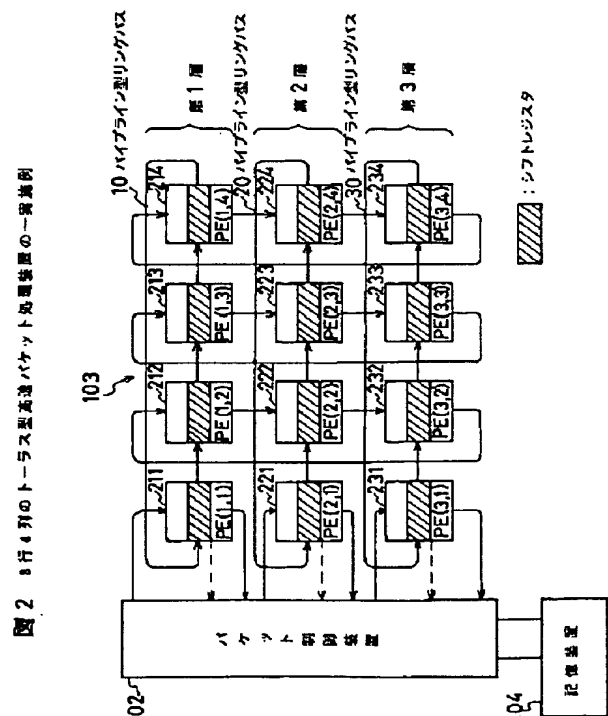 図2 3行4列のトーラス型高速パケット処理装置の一実施例
10 パイプライン型リングバス
20 パイプライン型リングバス
30 パイプライン型リングバス
第1層
第2層
第3層
103
211
212
213
214
PE(1,1)
PE(1,2)
PE(1,3)
PE(1,4)
221
222
223
224
PE(2,1)
PE(2,2)
PE(2,3)
PE(2,4)
231
232
233
234
PE(3,1)
PE(3,2)
PE(3,3)
PE(3,4)
:シフトレジスタ
02
パケット制御装置
04
記憶装置